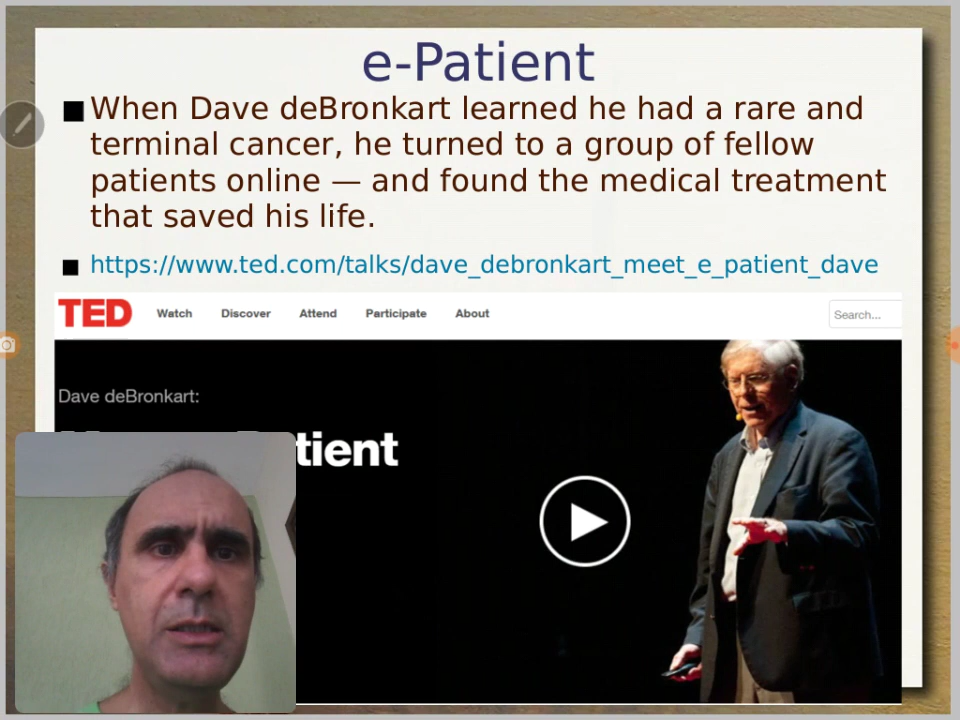 e-Patient
When Dave deBronkart learned he had a rare and
terminal cancer, he turned to a group of fellow
patients online — and found the medical treatment
that saved his life.
https://www.ted.com/talks/dave_debronkart_meet_e_patient_dave
TED Watch Discover Attend Participate About Search...
Dave deBronkart:
tient